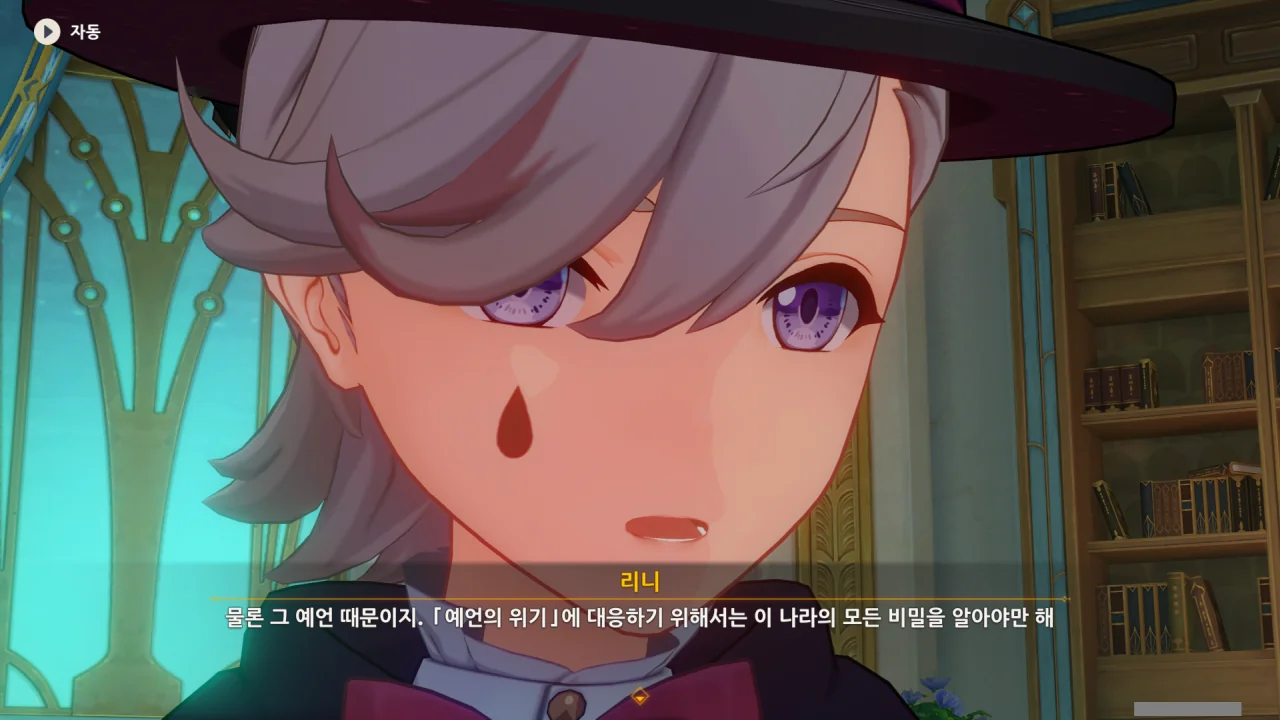 자동
리니
물론 그 예언 때문이지. 「예언의 위기」에 대응하기 위해서는 이 나라의 모든 비밀을 알아야만 해